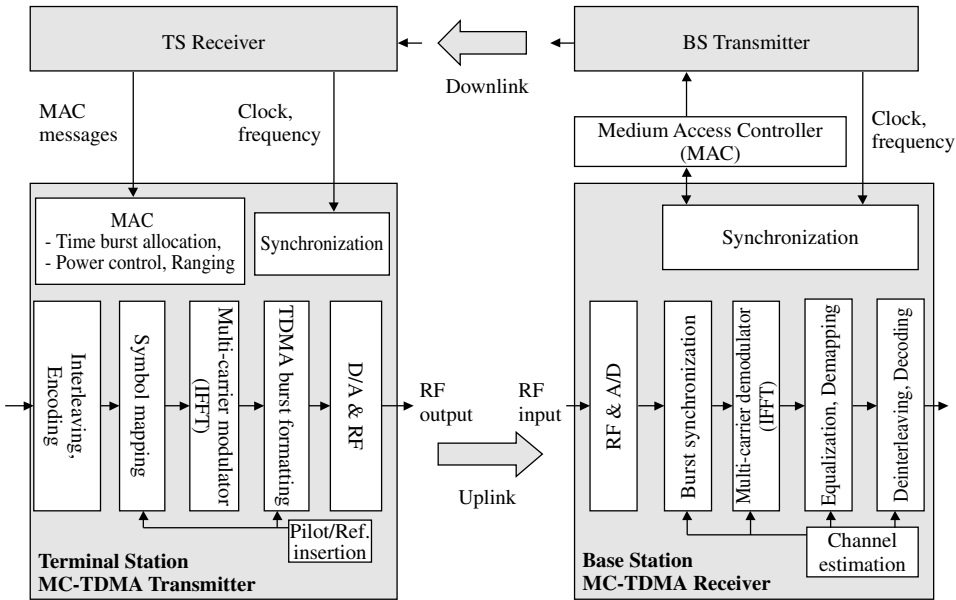 TS Receiver
BS Transmitter
Downlink
MAC
messages
Clock,
frequency
Medium Access Controller
(MAC)
Clock,
frequency
MAC
- Time burst allocation,
- Power control, Ranging
Synchronization
Synchronization
Interleaving,
Encoding
Symbol mapping
Multi-carrier modulator
(IFFT)
TDMA burst formatting
D/A & RF
RF
output
RF
input
Uplink
RF & A/D
Burst synchronization
Multi-carrier demodulator
(IFFT)
Equalization, Demapping
Deinterleaving, Decoding
Pilot/Ref.
insertion
Channel
estimation
Terminal Station
MC-TDMA Transmitter
Base Station
MC-TDMA Receiver